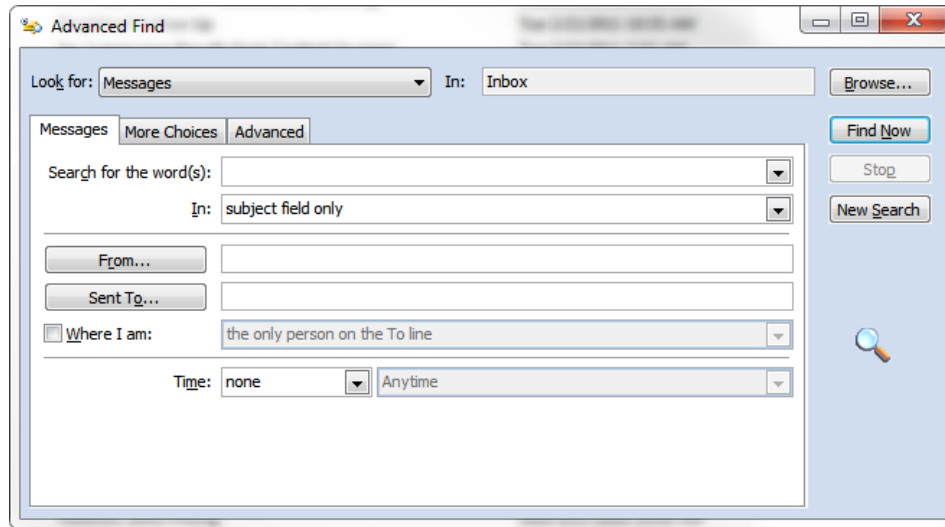 Advanced Find
Look for: Messages In: Inbox Browse...
Messages More Choices Advanced Find Now
Search for the word(s): Stop
In: subject field only New Search
From...
Sent To...
Where I am: the only person on the To line
Time: none Anytime